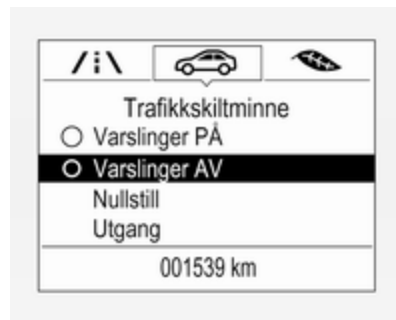 Trafikkskiltminne
Varslinger PÅ
Varslinger AV
Nullstill
Utgang
001539 km